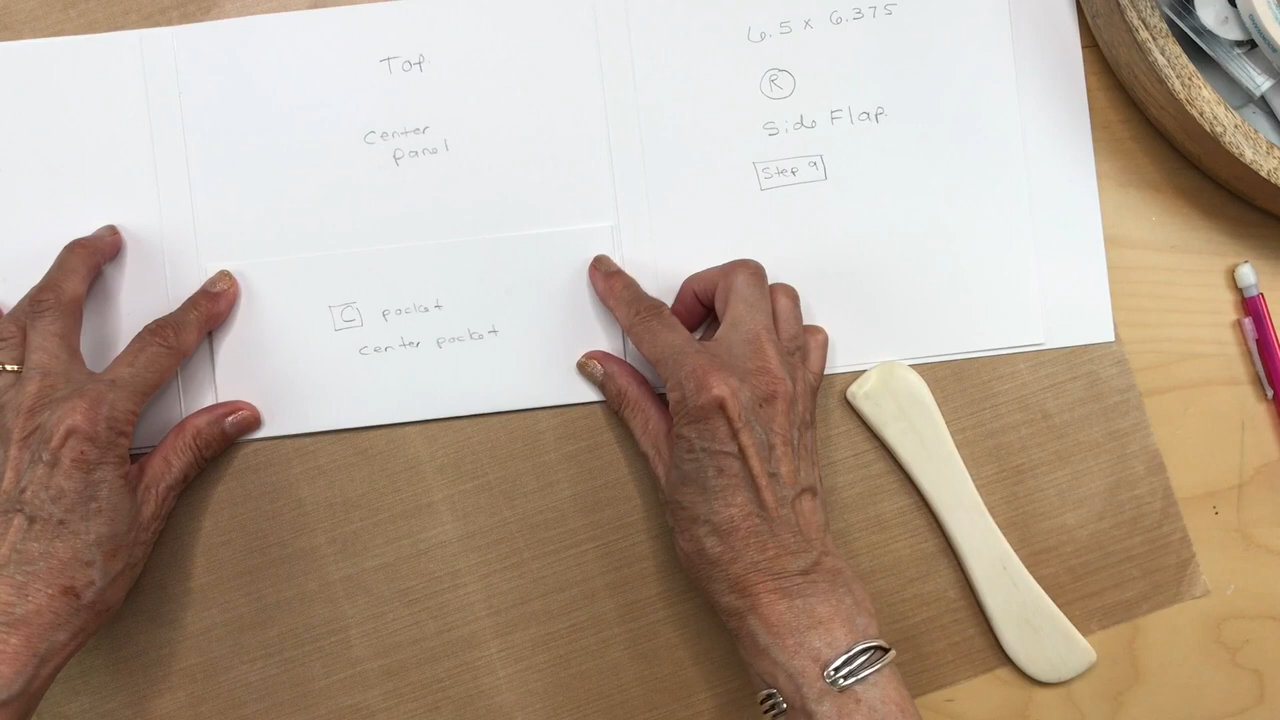 Top
center
panel
C pocket
center pocket
6.5 x 6.375
R
Side Flap
Step 9